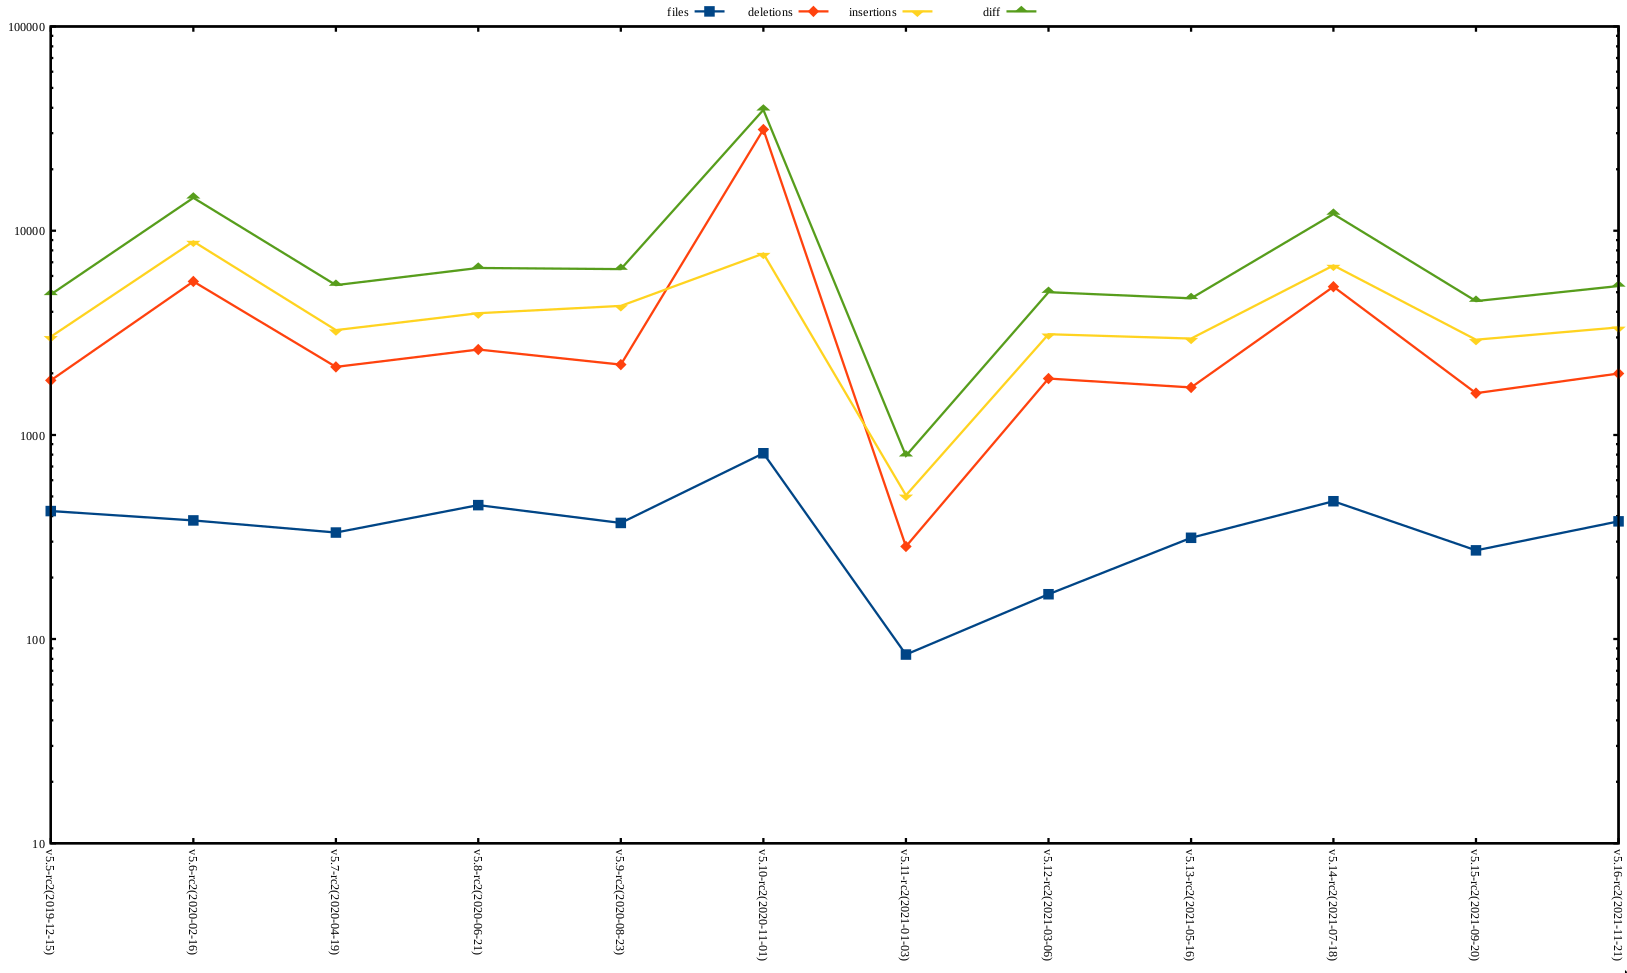 files deletions insertions diff
100000
10000
1000
100
10
v5.5-rc2(2019-12-15)
v5.6-rc2(2020-02-16)
v5.7-rc2(2020-04-19)
v5.8-rc2(2020-06-21)
v5.9-rc2(2020-08-23)
v5.10-rc2(2020-11-01)
v5.11-rc2(2021-01-03)
v5.12-rc2(2021-03-06)
v5.13-rc2(2021-05-16)
v5.14-rc2(2021-07-18)
v5.15-rc2(2021-09-20)
v5.16-rc2(2021-11-21)